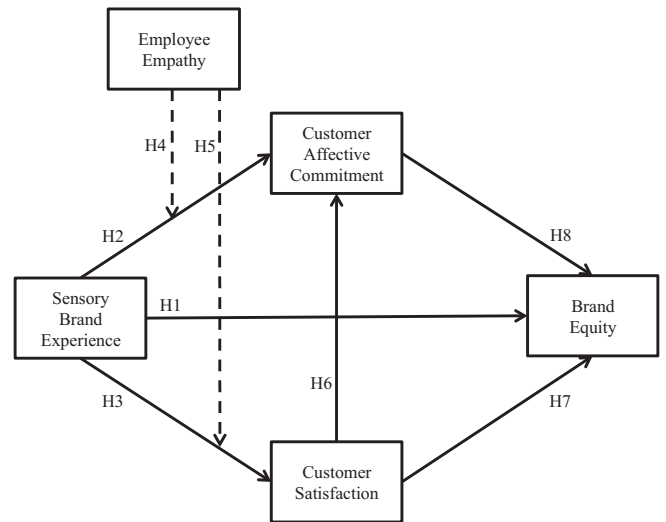 Employee
Empathy
H4
H5
Customer
Affective
Commitment
H2
H8
Sensory
Brand
Experience
H1
Brand
Equity
H3
H6
H7
Customer
Satisfaction